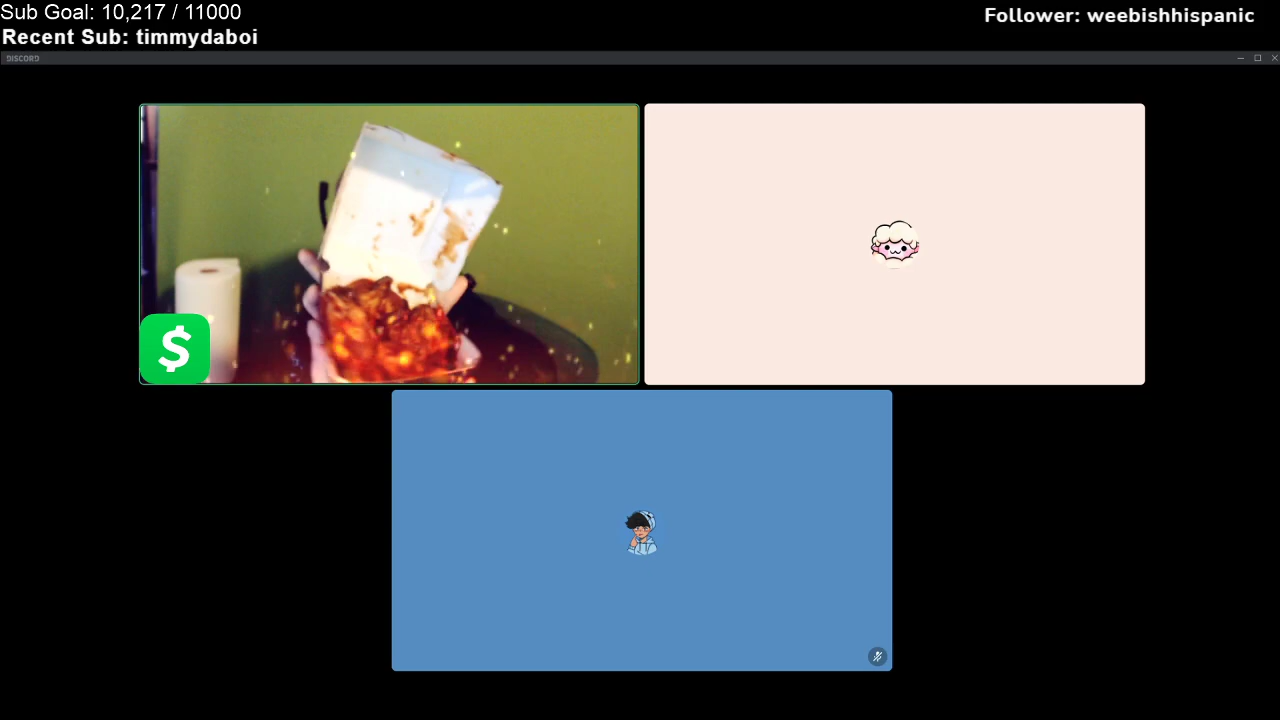 Sub Goal: 10,217 / 11000
Follower: weebishhispanic
Recent Sub: timmydaboi
DISCORD
$